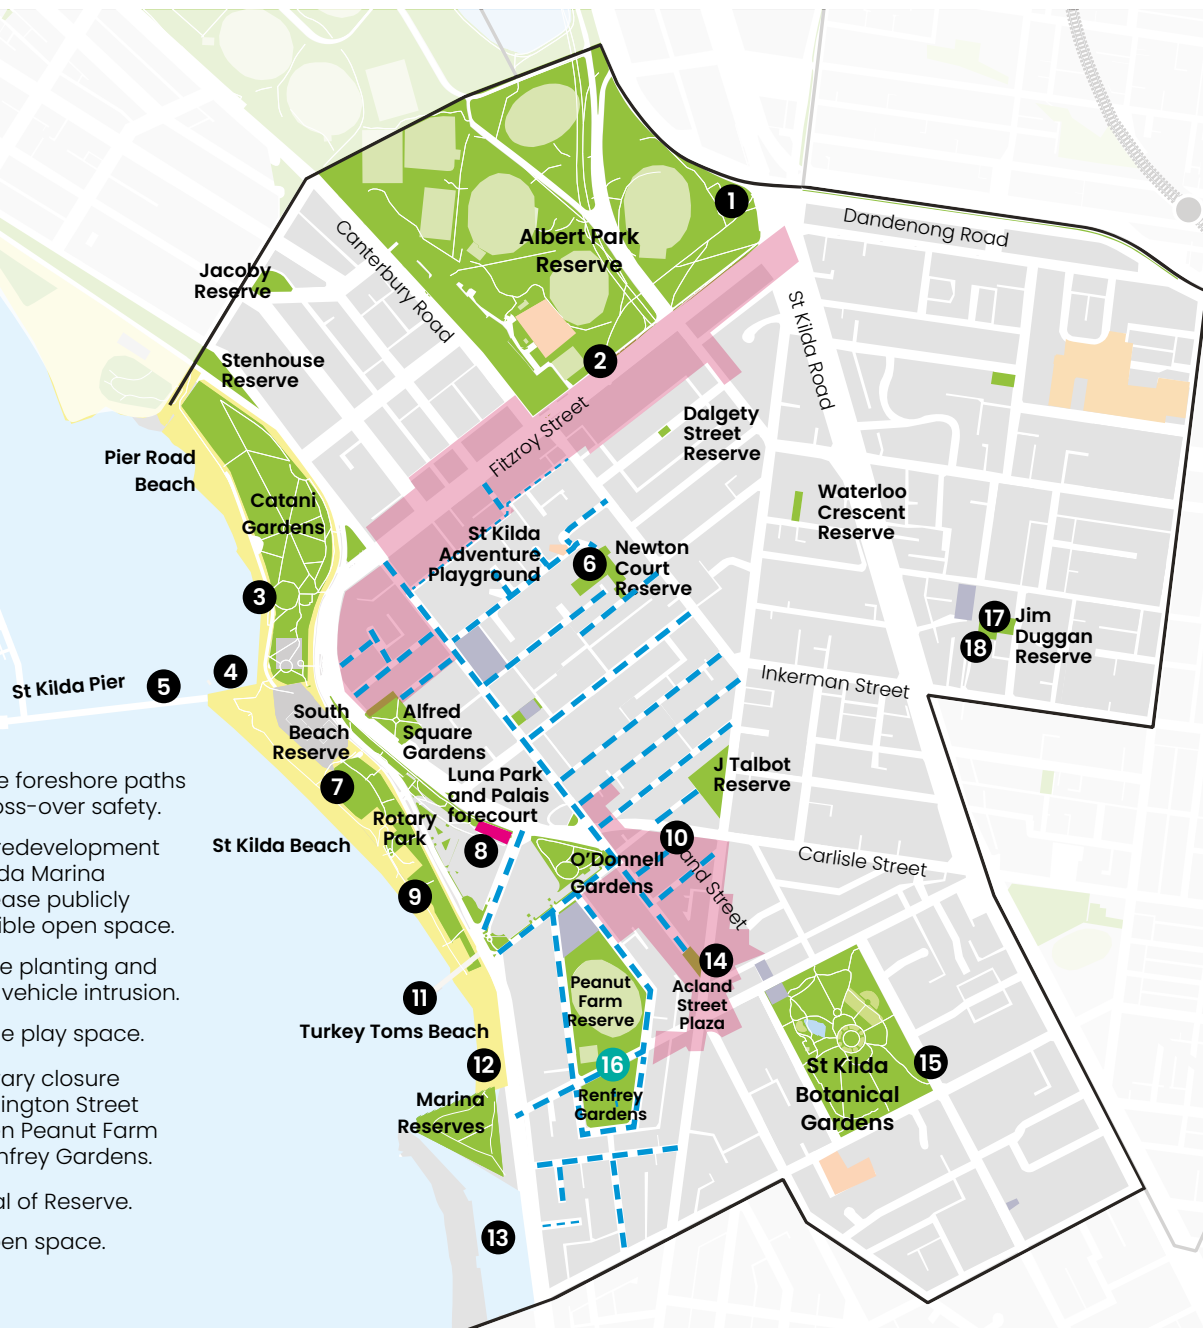 1
Dandenong Road
Albert Park
Reserve
Canterbury Road
Jacoby
Reserve
St Kilda Road
Stenhouse
Reserve
2
Fitzroy Street
Dalgety
Street
Reserve
Pier Road
Beach
Catani
Gardens
Waterloo
Crescent
Reserve
St Kilda
Adventure
Playground
6
Newton
Court
Reserve
3
17
Jim
Duggan
Reserve
18
4
5
St Kilda Pier
Inkerman Street
South
Beach
Reserve
Alfred
Square
Gardens
J Talbot
Reserve
Luna Park
and Palais
forecourt
7
Rotary
Park
St Kilda Beach
8
10
O'Donnell
Gardens
and Street
Carlisle Street
9
14
Acland
Street
Plaza
11
Turkey Toms Beach
Peanut
Farm
Reserve
12
16
Renfrey
Gardens
St Kilda
Botanical
Gardens
15
Marina
Reserves
13
e foreshore paths
oss-over safety.
redevelopment
da Marina
ease publicly
ible open space.
e planting and
vehicle intrusion.
e play space.
ary closure
ington Street
n Peanut Farm
nfrey Gardens.
al of Reserve.
en space.